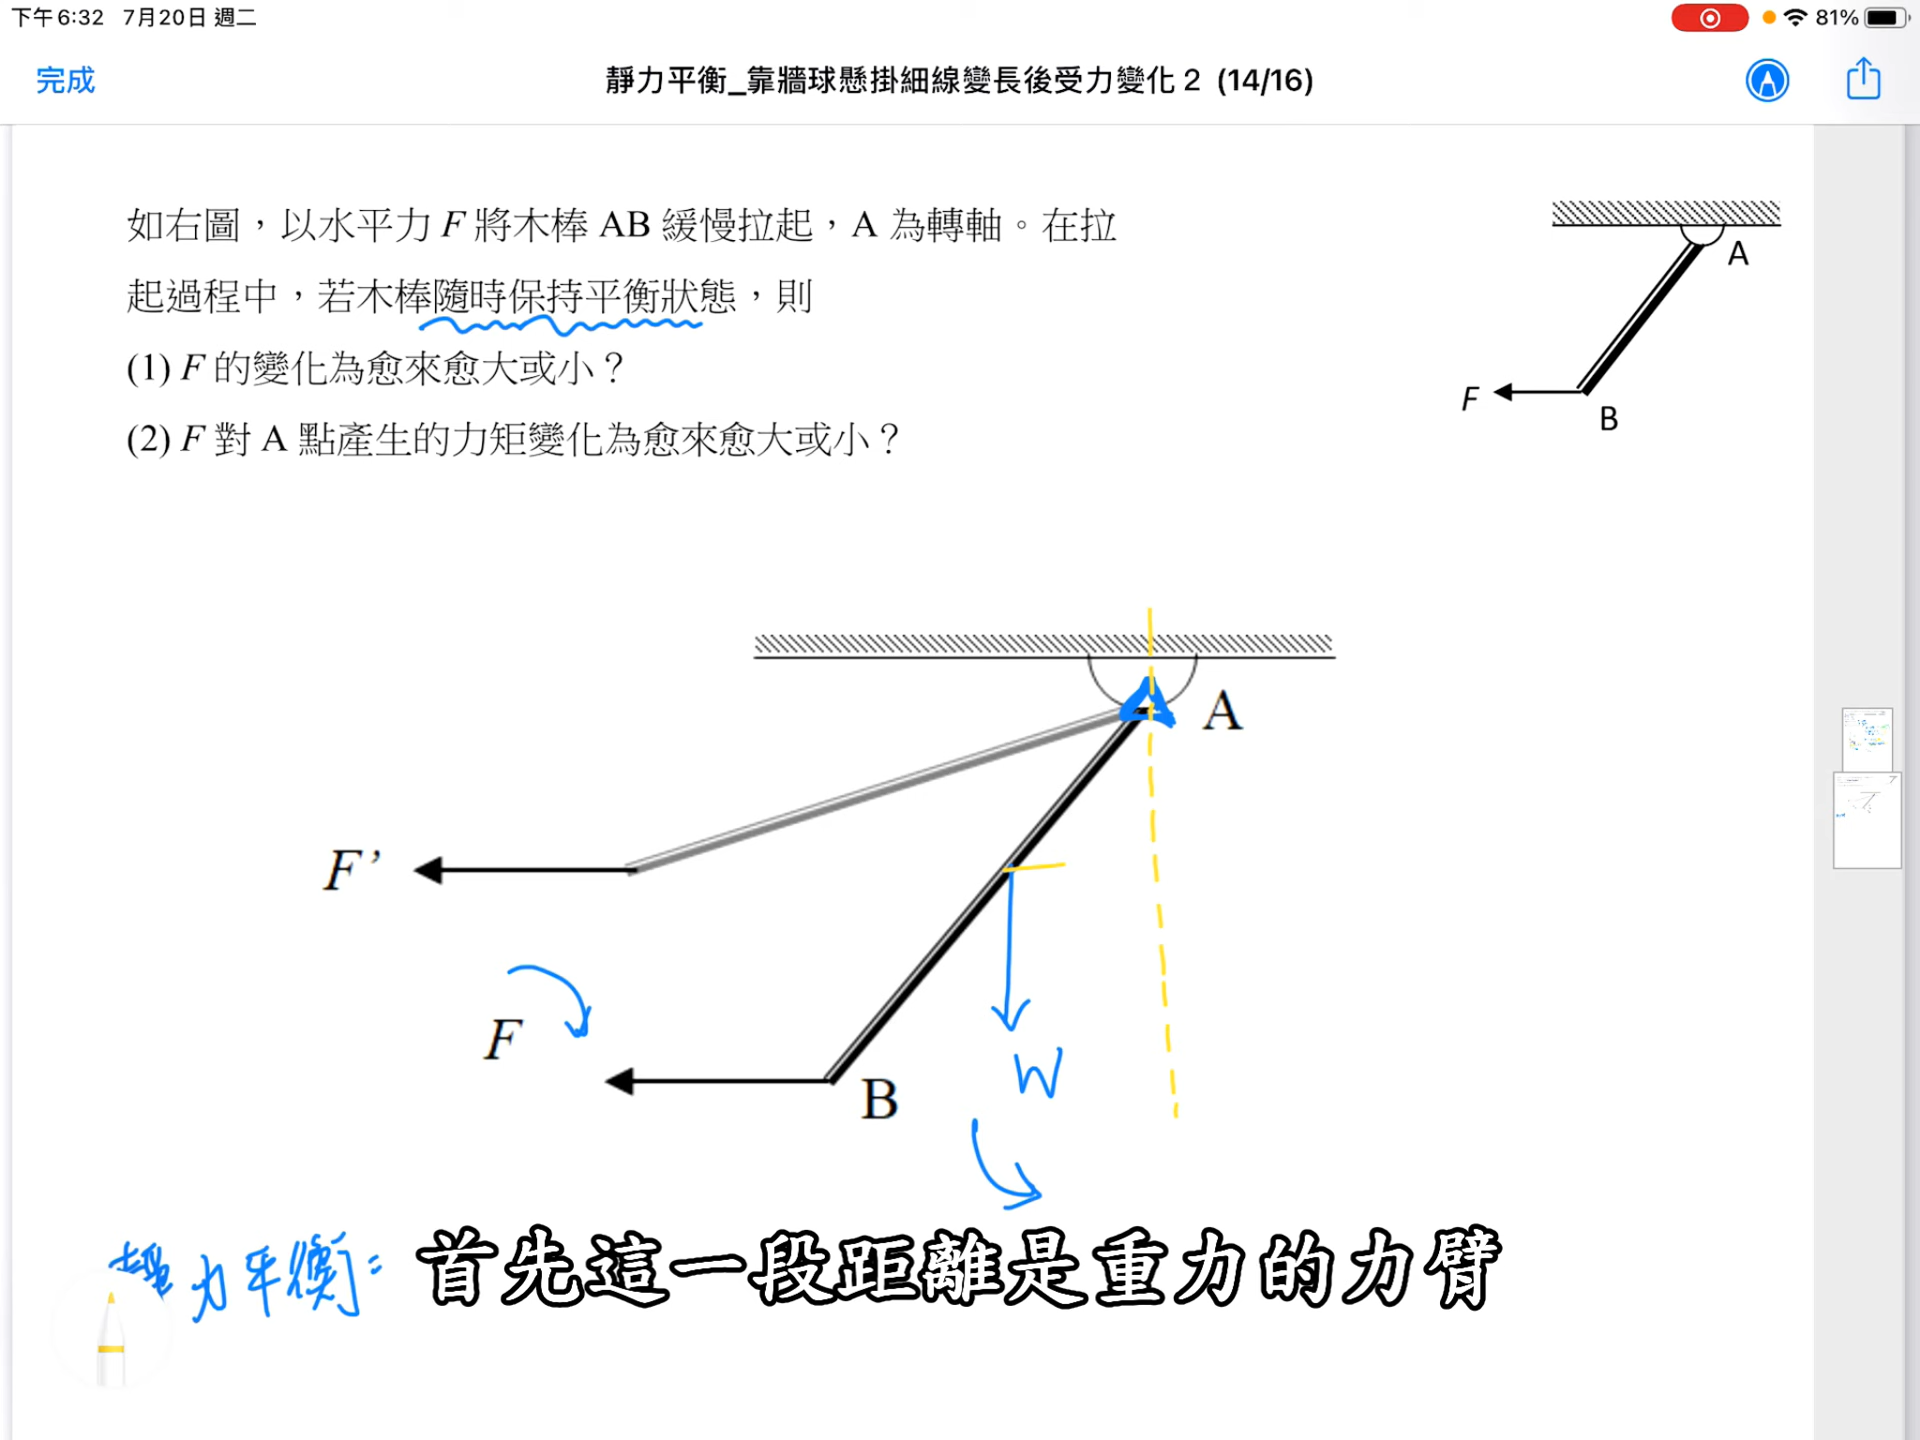 下午6:32 7月20日 週二
81%
完成
靜力平衡_靠牆球懸掛細線變長後受力變化 2 (14/16)
如右圖，以水平力 F 將木棒 AB 緩慢拉起，A 為轉軸。在拉
起過程中，若木棒隨時保持平衡狀態，則
(1) F 的變化為愈來愈大或小？
(2) F 對 A 點產生的力矩變化為愈來愈大或小？
A
F
B
A
F’
F
B
W
力平衡：
首先這一段距離是重力的力臂